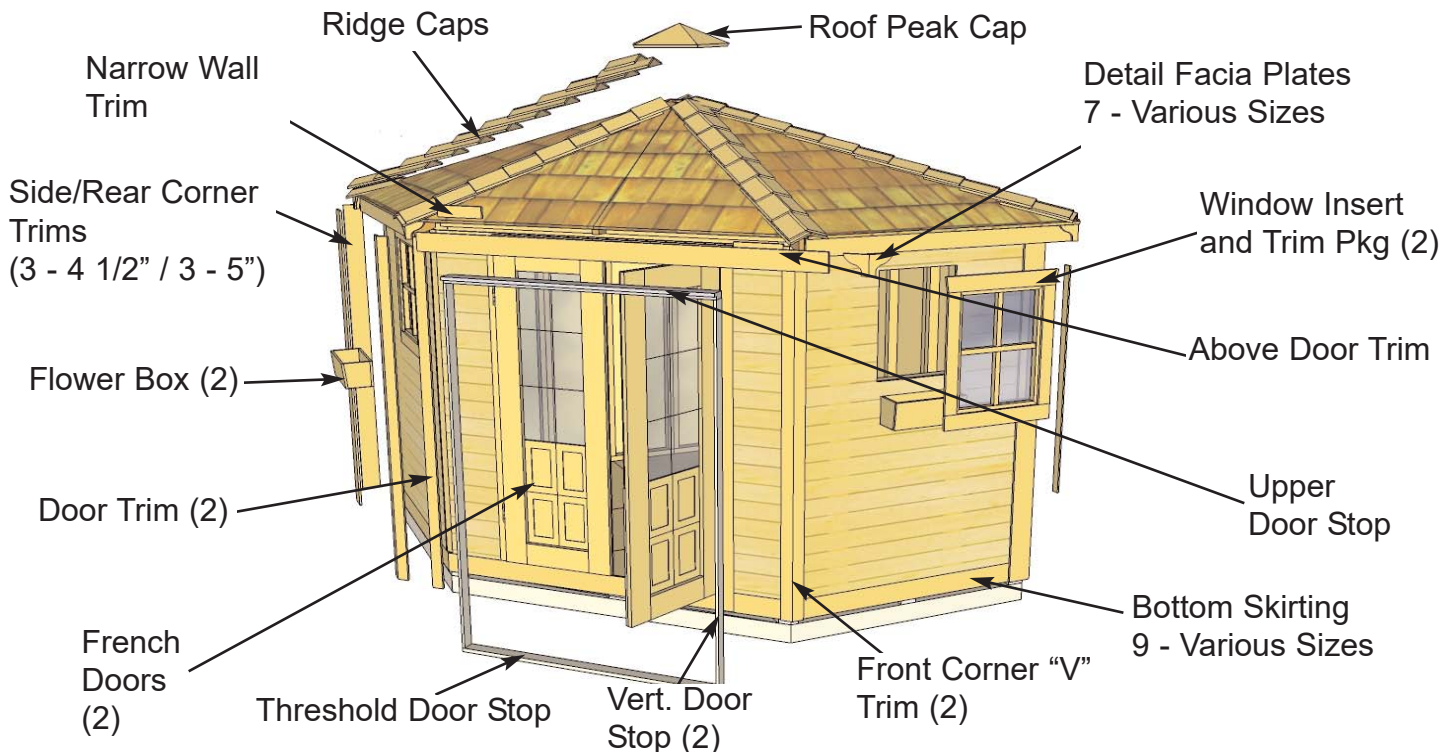 Ridge Caps
Roof Peak Cap
Narrow Wall
Trim
Detail Facia Plates
7 - Various Sizes
Side/Rear Corner
Trims
(3 - 4 1/2” / 3 - 5”)
Window Insert
and Trim Pkg (2)
Flower Box (2)
Above Door Trim
Door Trim (2)
Upper
Door Stop
French
Doors
(2)
Threshold Door Stop
Vert. Door
Stop (2)
Front Corner “V”
Trim (2)
Bottom Skirting
9 - Various Sizes